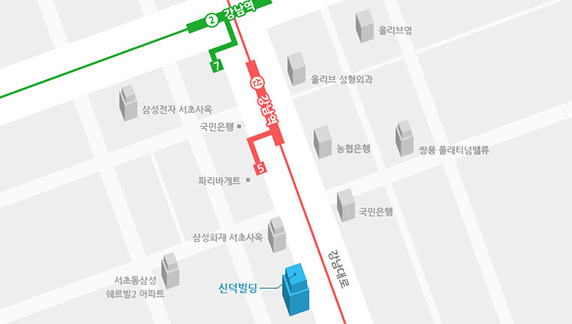 2 강남역
올리브영
7
올리브 성형외과
신 강남역
삼성전자 서초사옥
국민은행
농협은행
쌍용 플래티넘밸류
5
파리바게트
국민은행
삼성화재 서초사옥
강남대로
서초동삼성
쉐르빌2 아파트
신덕빌딩